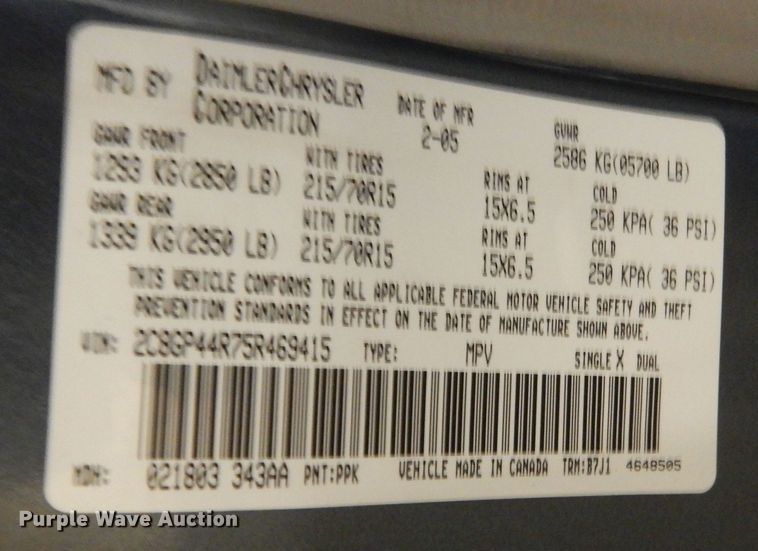 MFD BY DAIMLERCHRYSLER CORPORATION DATE OF MFR 2-05 GVWR 2586 KG(05700 LB)
GAWR FRONT WITH TIRES RIMS AT COLD
1293 KG(2850 LB) 215/70R15 15X6.5 250 KPA( 36 PSI)
GAWR REAR WITH TIRES RIMS AT COLD
1339 KG(2950 LB) 215/70R15 15X6.5 250 KPA( 36 PSI)
THIS VEHICLE CONFORMS TO ALL APPLICABLE FEDERAL MOTOR VEHICLE SAFETY AND THEFT
PREVENTION STANDARDS IN EFFECT ON THE DATE OF MANUFACTURE SHOWN ABOVE.
VIN: 2C8GP44R75R469415 TYPE: MPV SINGLE X DUAL
MDH: 021803 343AA PNT:PPK VEHICLE MADE IN CANADA TRM:B7J1 4648505
Purple Wave Auction